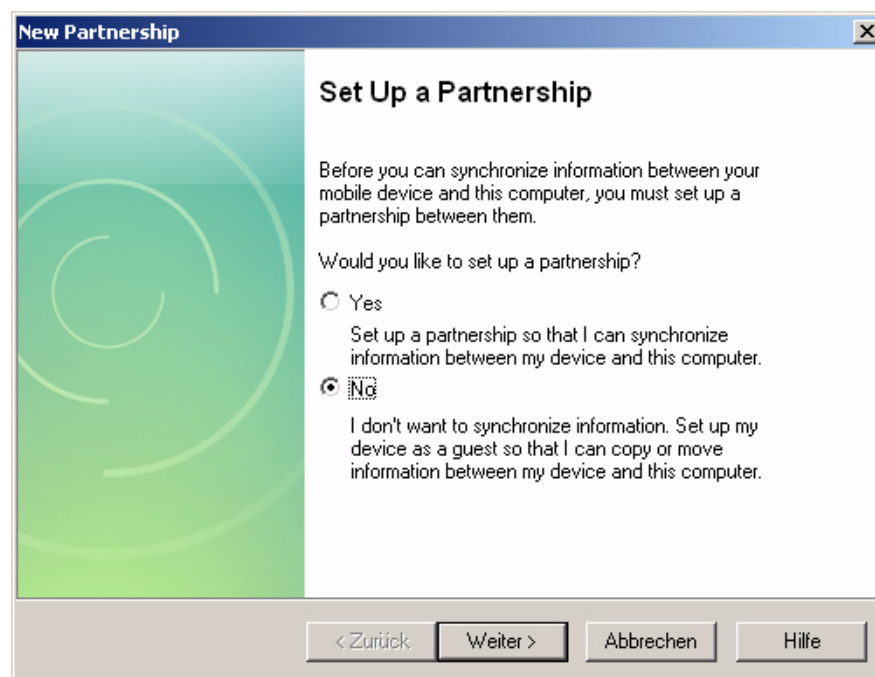 New Partnership
Set Up a Partnership
Before you can synchronize information between your
mobile device and this computer, you must set up a
partnership between them.
Would you like to set up a partnership?
Yes
Set up a partnership so that I can synchronize
information between my device and this computer.
No
I don't want to synchronize information. Set up my
device as a guest so that I can copy or move
information between my device and this computer.
< Zurück Weiter > Abbrechen Hilfe